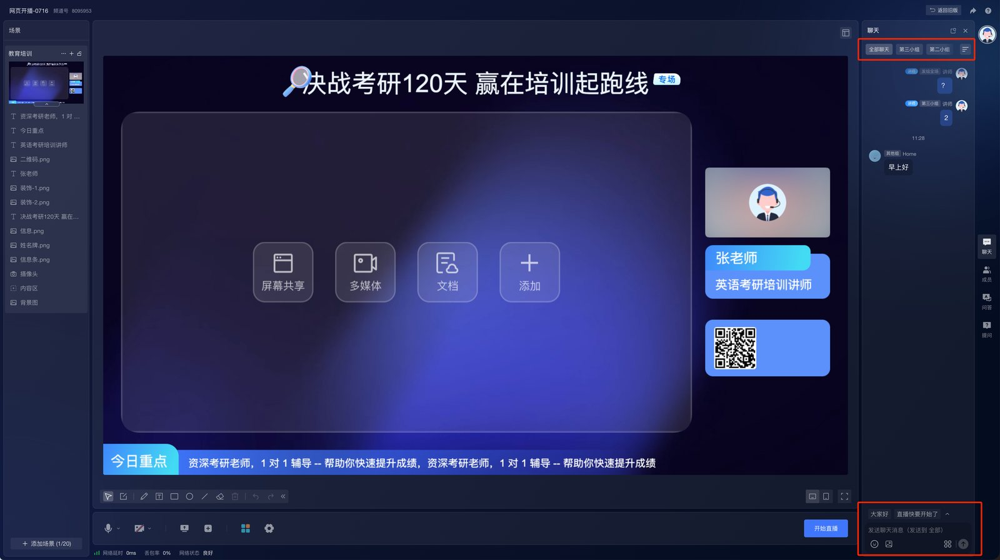 网页开播-0716 频道号 8095953
返回旧版
场景
教育培训
资深考研老师，1 对 ...
今日重点
英语考研培训讲师
二维码.png
张老师
装饰-1.png
装饰-2.png
决战考研120天 赢在...
信息.png
姓名牌.png
信息条.png
摄像头
内容区
背景图
添加场景 (1/20)
决战考研120天 赢在培训起跑线 专场
屏幕共享 多媒体 文档 添加
张老师
英语考研培训讲师
今日重点 资深考研老师，1 对 1 辅导 -- 帮助你快速提升成绩，资深考研老师，1 对 1 辅导 -- 帮助你快速提升成绩
开始直播
网络延时 0ms 丢包率 0% 网络状态 良好
聊天
全部聊天 第三小组 第二小组
讲师 发给全场 讲师
?
讲师 第三小组 讲师
2
11:28
其他组 Home
早上好
大家好 直播快要开始了
发送聊天消息（发送到 全部）
聊天
成员
问答
提问